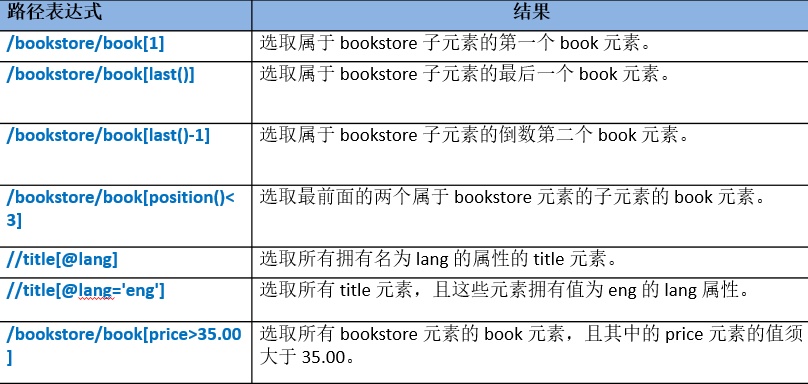 路径表达式 结果
/bookstore/book[1] 选取属于 bookstore 子元素的第一个 book 元素。
/bookstore/book[last()] 选取属于 bookstore 子元素的最后一个 book 元素。
/bookstore/book[last()-1] 选取属于 bookstore 子元素的倒数第二个 book 元素。
/bookstore/book[position()< 选取最前面的两个属于 bookstore 元素的子元素的 book 元素。
3]
//title[@lang] 选取所有拥有名为 lang 的属性的 title 元素。
//title[@lang='eng'] 选取所有 title 元素，且这些元素拥有值为 eng 的 lang 属性。
/bookstore/book[price>35.00 选取所有 bookstore 元素的 book 元素，且其中的 price 元素的值须
] 大于 35.00。